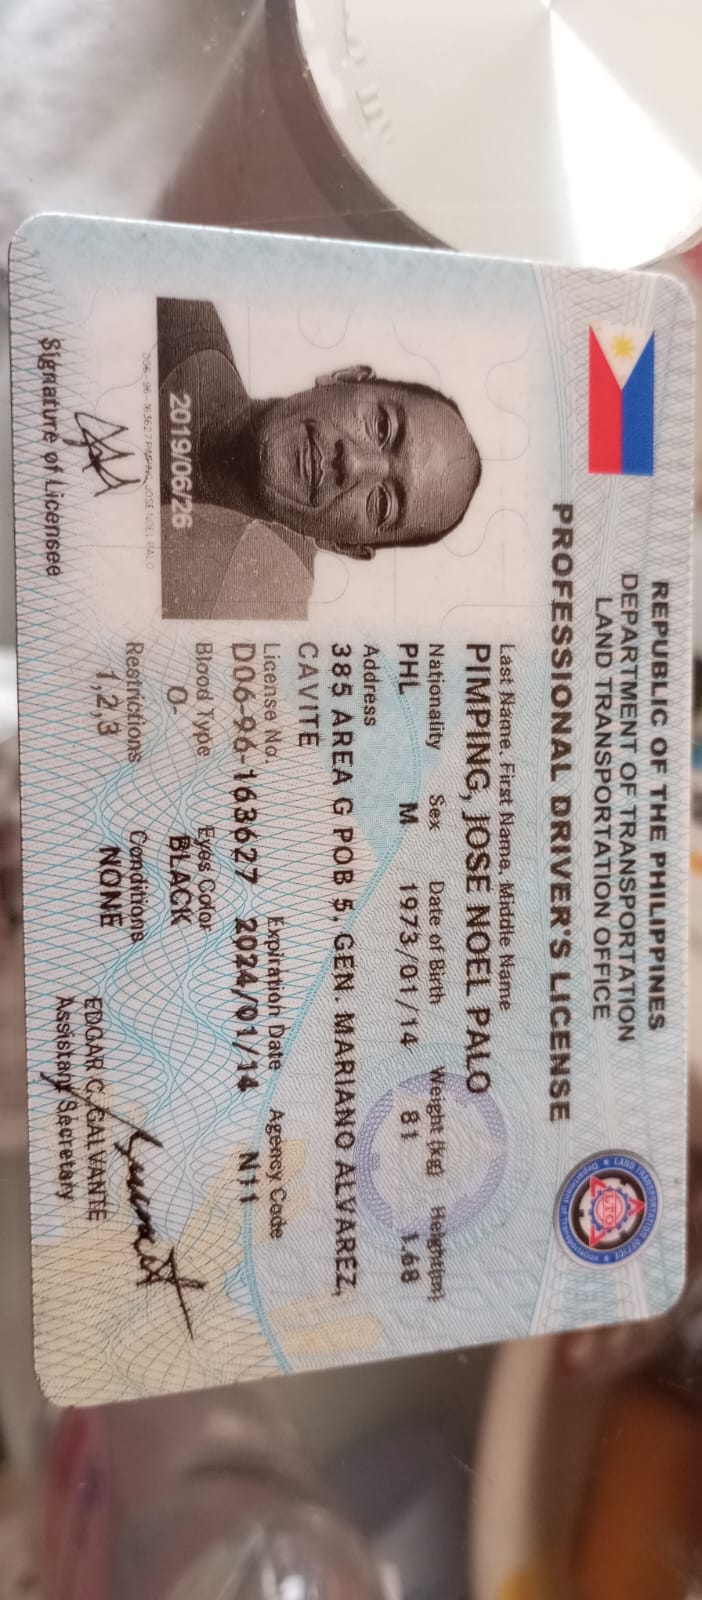 REPUBLIC OF THE PHILIPPINES
DEPARTMENT OF TRANSPORTATION
LAND TRANSPORTATION OFFICE
PROFESSIONAL DRIVER'S LICENSE
LAND TRANSPORTATION OFFICE
LTO
Last Name, First Name, Middle Name
PIMPING, JOSE NOEL PALO
Nationality Sex Date of Birth Weight (kg) Height(m)
PHL M 1973/01/14 81 1.68
Address
385 AREA G POB 5, GEN. MARIANO ALVAREZ,
CAVITE
License No. Expiration Date Agency Code
D06-96-163627 2024/01/14 N11
Blood Type Eyes Color
O- BLACK
Restrictions Conditions
1,2,3 NONE
2019/06/26
D06-96-163627 PIMPING, JOSE NOEL PALO
Signature of Licensee
EDGAR C. GALVANTE
Assistant Secretary